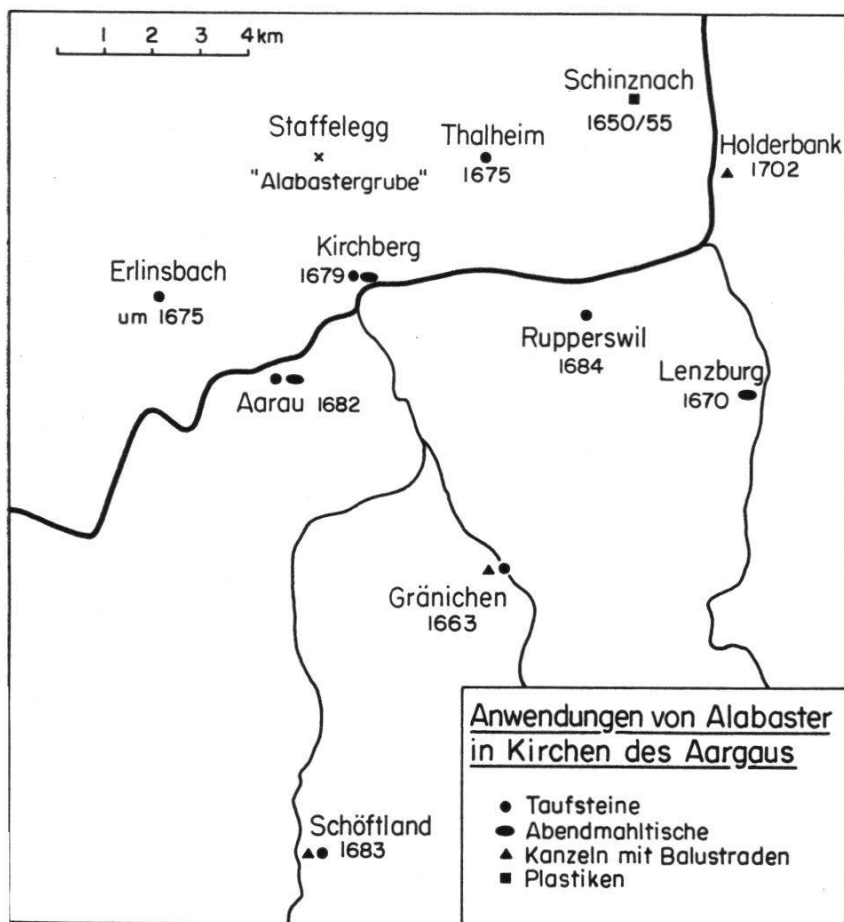 1 2 3 4 km
Schinznach
1650/55
Staffelegg
"Alabastergrube"
Thalheim
1675
Holderbank
1702
Kirchberg
1679
Erlinsbach
um 1675
Rupperswil
1684
Lenzburg
1670
Aarau 1682
Gränichen
1663
Schöftland
1683
Anwendungen von Alabaster
in Kirchen des Aargaus
Taufsteine
Abendmahltische
Kanzeln mit Balustraden
Plastiken